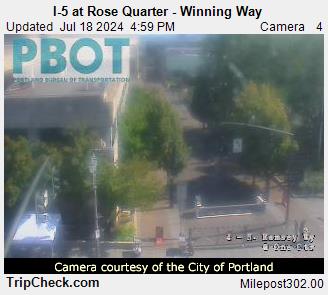 I-5 at Rose Quarter - Winning Way
Updated Jul 18 2024 4:59 PM Camera 4
PBOT
PORTLAND BUREAU OF TRANSPORTATION
Camera courtesy of the City of Portland
TripCheck.com Milepost302.00